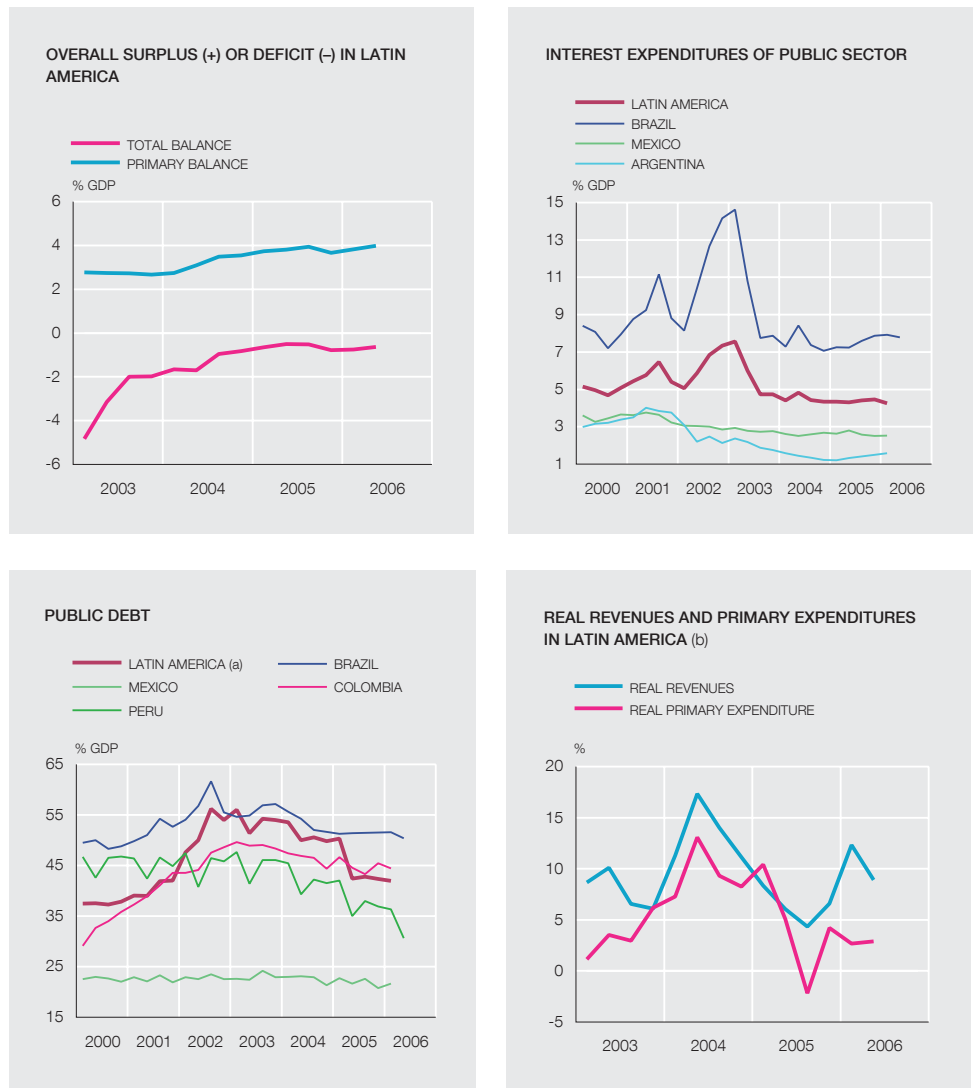 OVERALL SURPLUS (+) OR DEFICIT (–) IN LATIN
AMERICA
TOTAL BALANCE
PRIMARY BALANCE
% GDP
6
4
2
0
-2
-4
-6
2003 2004 2005 2006
INTEREST EXPENDITURES OF PUBLIC SECTOR
LATIN AMERICA
BRAZIL
MEXICO
ARGENTINA
% GDP
15
13
11
9
7
5
3
1
2000 2001 2002 2003 2004 2005 2006
PUBLIC DEBT
LATIN AMERICA (a) BRAZIL
MEXICO COLOMBIA
PERU
% GDP
65
55
45
35
25
15
2000 2001 2002 2003 2004 2005 2006
REAL REVENUES AND PRIMARY EXPENDITURES
IN LATIN AMERICA (b)
REAL REVENUES
REAL PRIMARY EXPENDITURE
%
20
15
10
5
0
-5
2003 2004 2005 2006